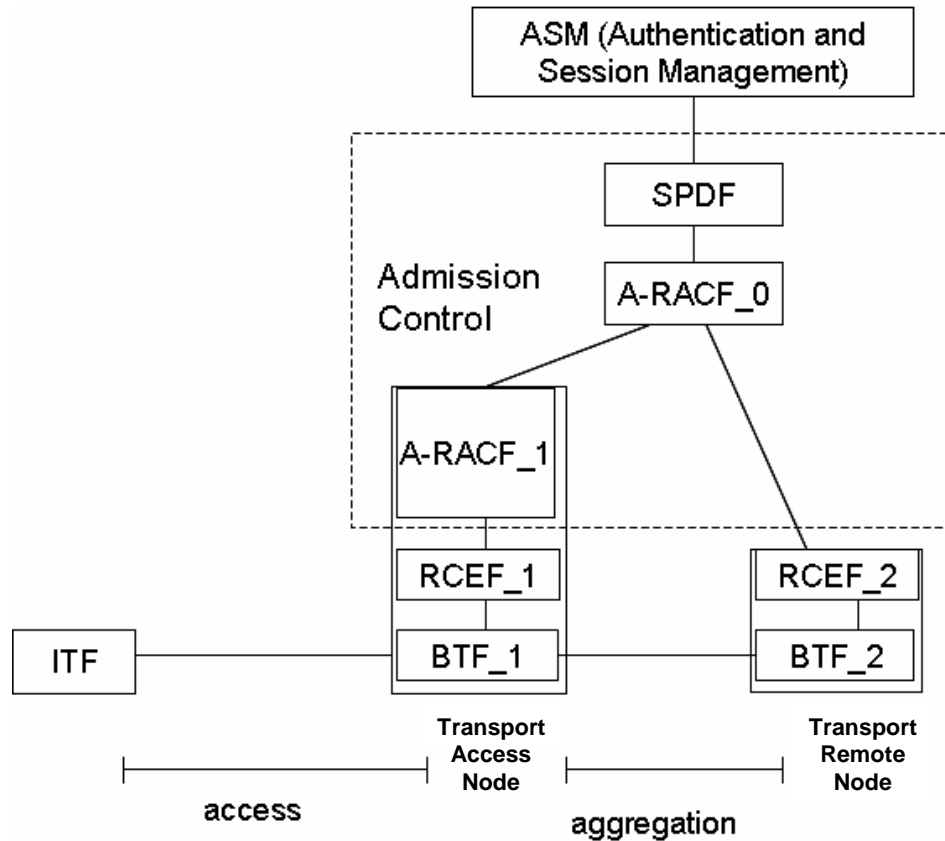 ASM (Authentication and
Session Management)
SPDF
Admission
Control
A-RACF_0
A-RACF_1
RCEF_1
RCEF_2
ITF
BTF_1
BTF_2
Transport
Access
Node
Transport
Remote
Node
access
aggregation